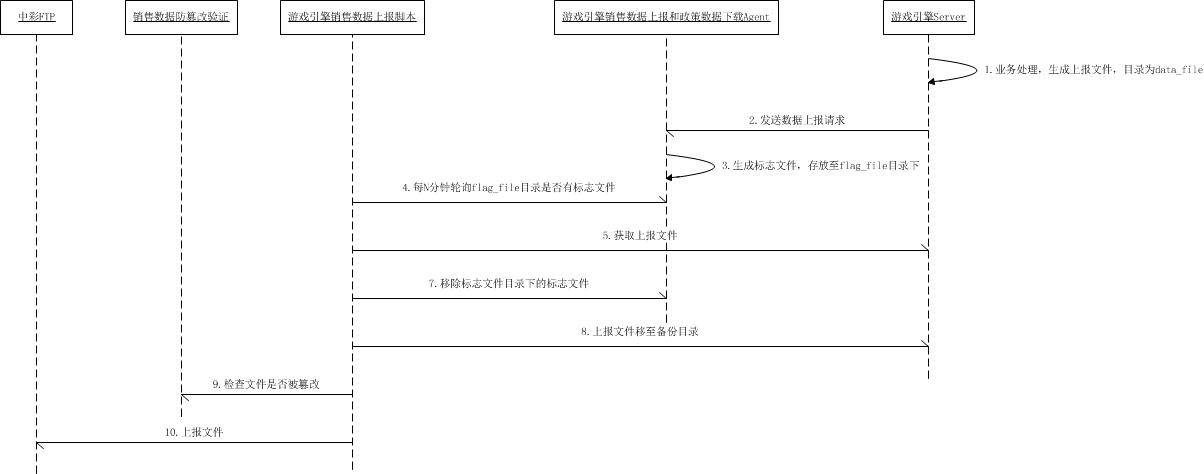 中彩FTP
销售数据防篡改验证
游戏引擎销售数据上报脚本
游戏引擎销售数据上报和政策数据下载Agent
游戏引擎Server
1.业务处理，生成上报文件，目录为data_file
2.发送数据上报请求
3.生成标志文件，存放至flag_file目录下
4.每N分钟轮询flag_file目录是否有标志文件
5.获取上报文件
7.移除标志文件目录下的标志文件
8.上报文件移至备份目录
9.检查文件是否被篡改
10.上报文件